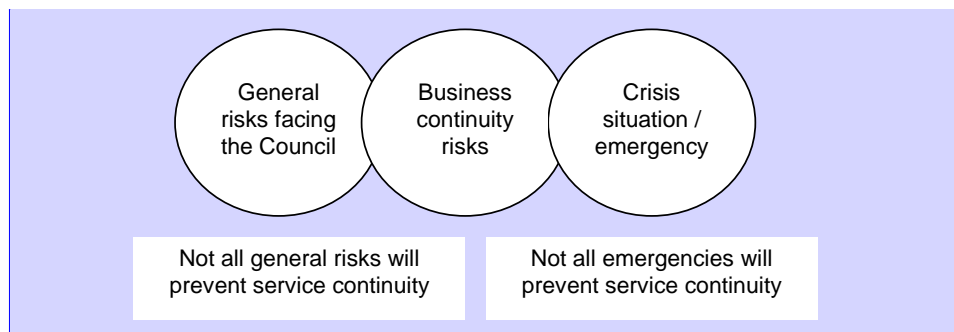 General
risks facing
the Council
Business
continuity
risks
Crisis
situation /
emergency
Not all general risks will
prevent service continuity
Not all emergencies will
prevent service continuity